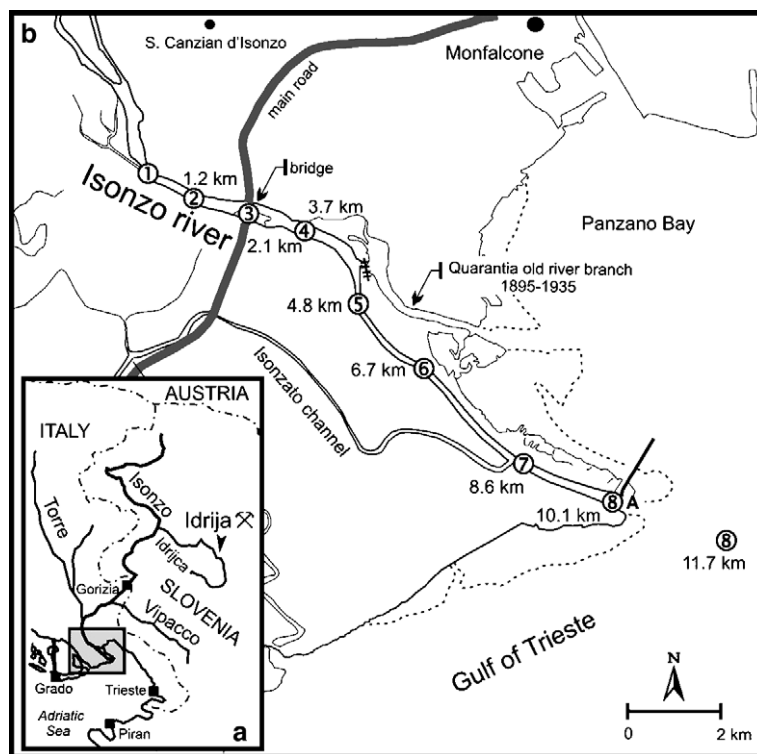 b
S. Canzian d'Isonzo
Monfalcone
main road
1
1.2 km
bridge
2
Isonzo river
3
3.7 km
4
2.1 km
Panzano Bay
Quarantia old river branch
1895-1935
5
4.8 km
6
6.7 km
Isonzato channel
7
8.6 km
8
A
10.1 km
8
11.7 km
Gulf of Trieste
N
0 2 km
AUSTRIA
ITALY
Isonzo
Torre
Idrija
Idrijca
Gorizia
SLOVENIA
Vipacco
Grado
Trieste
Adriatic
Sea
Piran
a